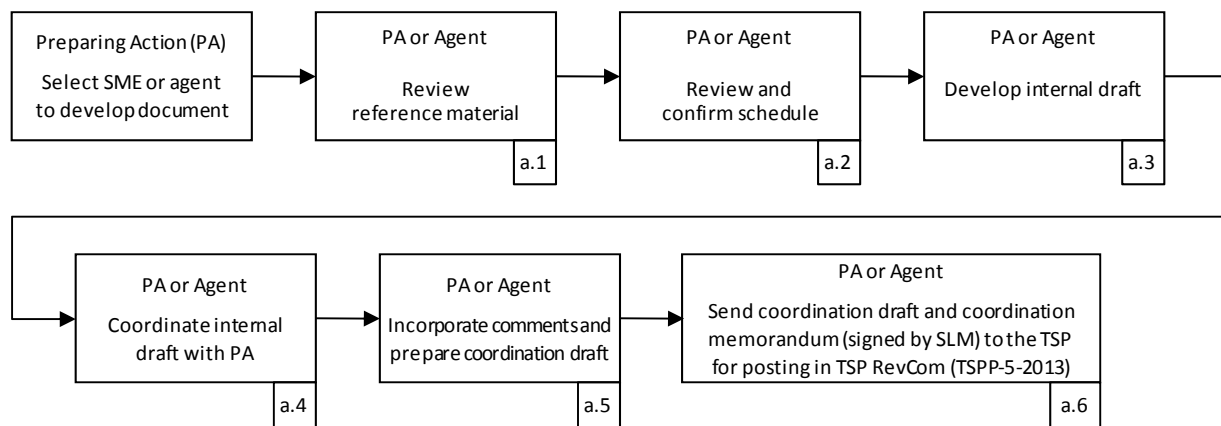 Preparing Action (PA)
Select SME or agent
to develop document
PA or Agent
Review
reference material
a.1
PA or Agent
Review and
confirm schedule
a.2
PA or Agent
Develop internal draft
a.3
PA or Agent
Coordinate internal
draft with PA
a.4
PA or Agent
Incorporate comments and
prepare coordination draft
a.5
PA or Agent
Send coordination draft and coordination
memorandum (signed by SLM) to the TSP
for posting in TSP RevCom (TSPP-5-2013)
a.6